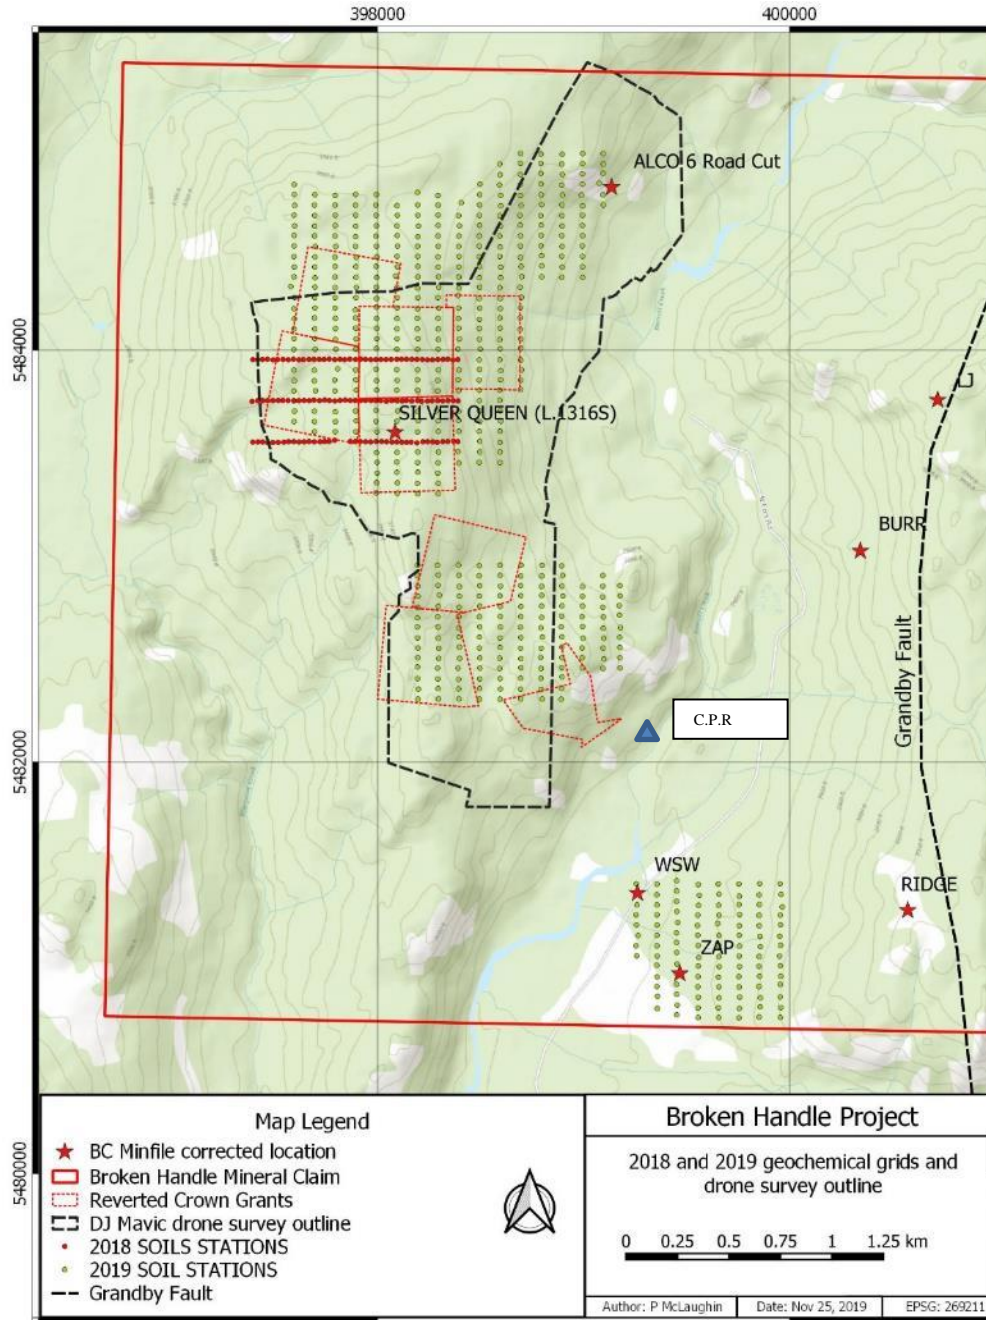 398000
400000
ALCO 6 Road Cut
5484000
LJ
SILVER QUEEN (L.1316S)
BURR
Grandby Fault
C.P.R
5482000
WSW
RIDGE
ZAP
5480000
Map Legend
BC Minfile corrected location
Broken Handle Mineral Claim
Reverted Crown Grants
DJ Mavic drone survey outline
2018 SOILS STATIONS
2019 SOIL STATIONS
Grandby Fault
Broken Handle Project
2018 and 2019 geochemical grids and
drone survey outline
0 0.25 0.5 0.75 1 1.25 km
Author: P McLaughin
Date: Nov 25, 2019
EPSG: 269211